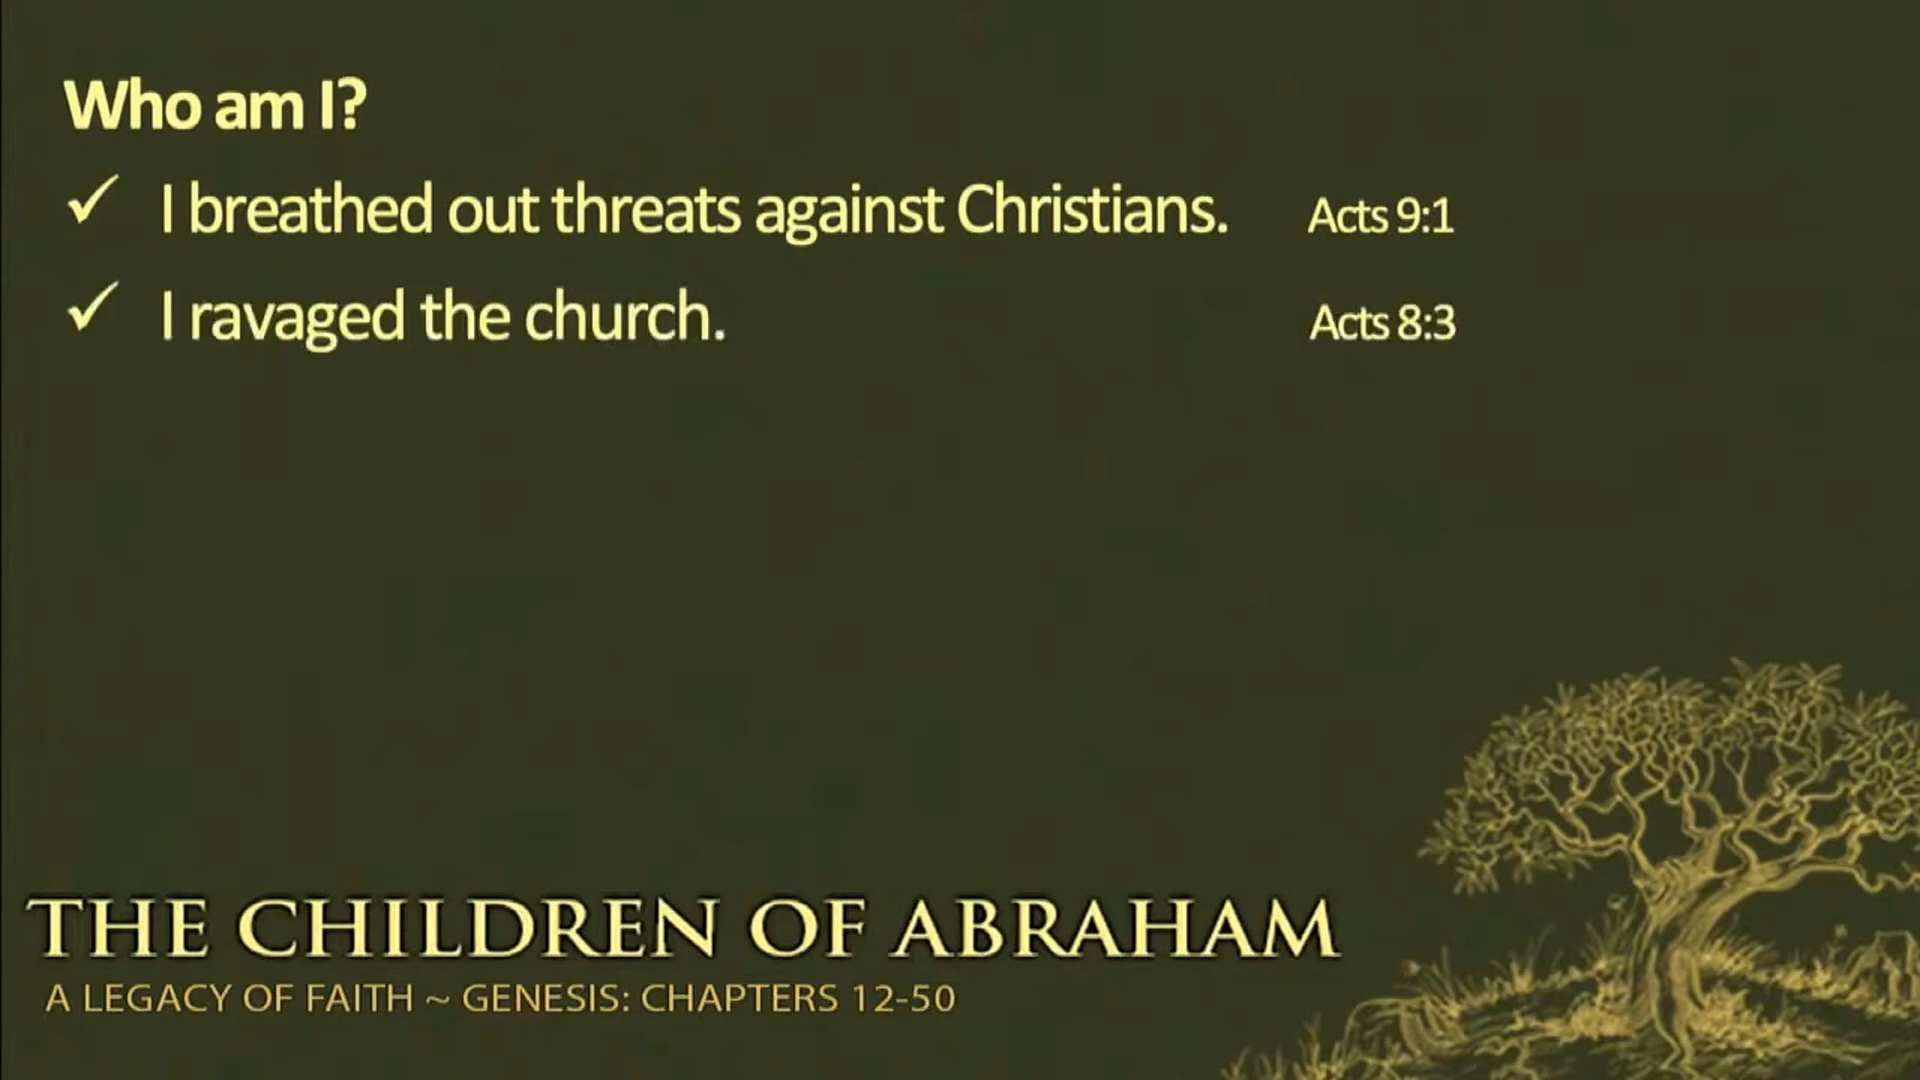 Who am I?
✓ I breathed out threats against Christians. Acts 9:1
✓ I ravaged the church. Acts 8:3
THE CHILDREN OF ABRAHAM
A LEGACY OF FAITH ~ GENESIS: CHAPTERS 12-50